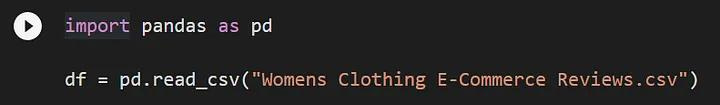 import pandas as pd
df = pd.read_csv("Womens Clothing E-Commerce Reviews.csv")